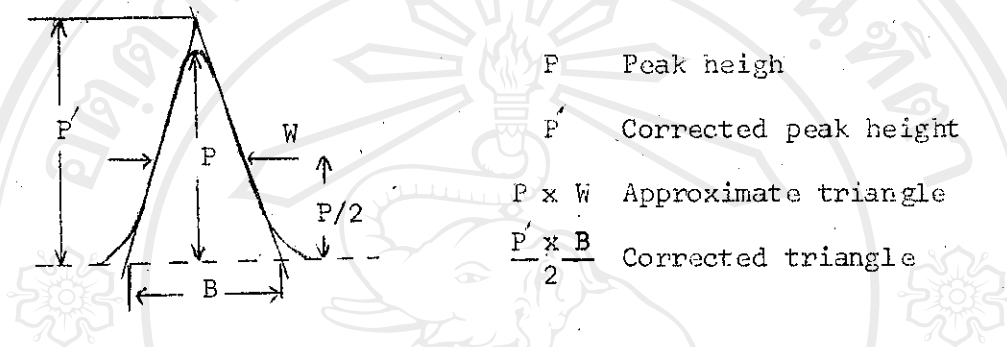 P′
P
W
P/2
B
P Peak heigh
P′ Corrected peak height
P x W Approximate triangle
P′ x B
2
Corrected triangle